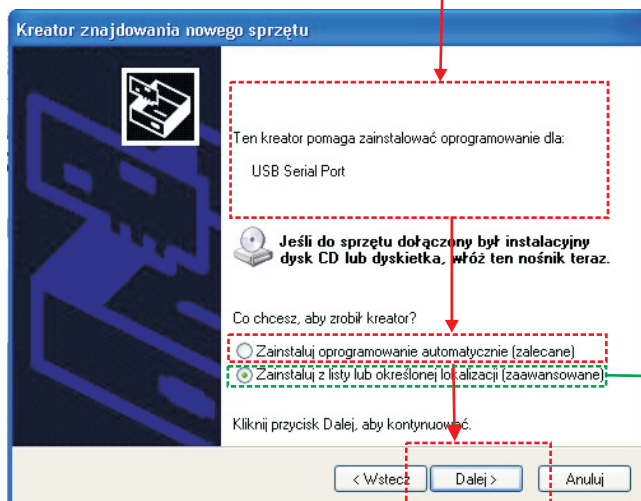 Kreator znajdowania nowego sprzętu
Ten kreator pomaga zainstalować oprogramowanie dla:
USB Serial Port
Jeśli do sprzętu dołączony był instalacyjny
dysk CD lub dyskietka, włóż ten nośnik teraz.
Co chcesz, aby zrobił kreator?
Zainstaluj oprogramowanie automatycznie (zalecane)
Zainstaluj z listy lub określonej lokalizacji (zaawansowane)
Kliknij przycisk Dalej, aby kontynuować.
< Wstecz
Dalej >
Anuluj